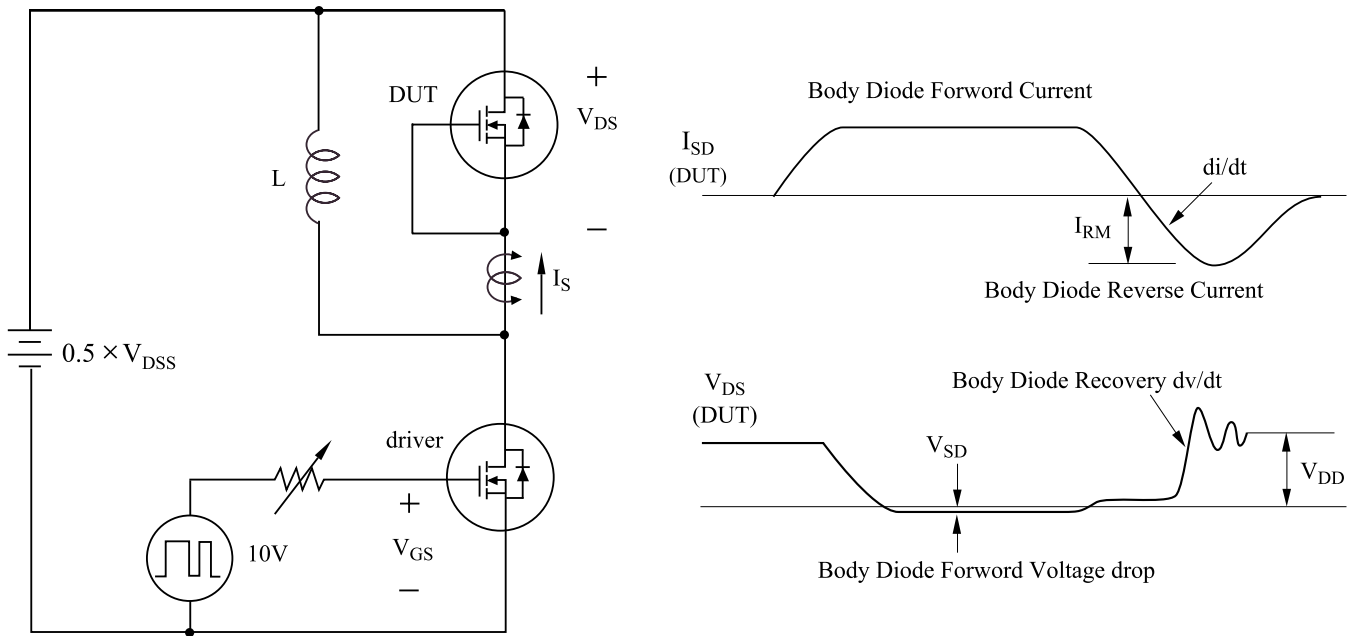 DUT
+
V_DS
−
L
I_S
0.5 × V_DSS
driver
+
V_GS
−
10V
Body Diode Forword Current
I_SD
(DUT)
di/dt
I_RM
Body Diode Reverse Current
V_DS
(DUT)
Body Diode Recovery dv/dt
V_SD
V_DD
Body Diode Forword Voltage drop